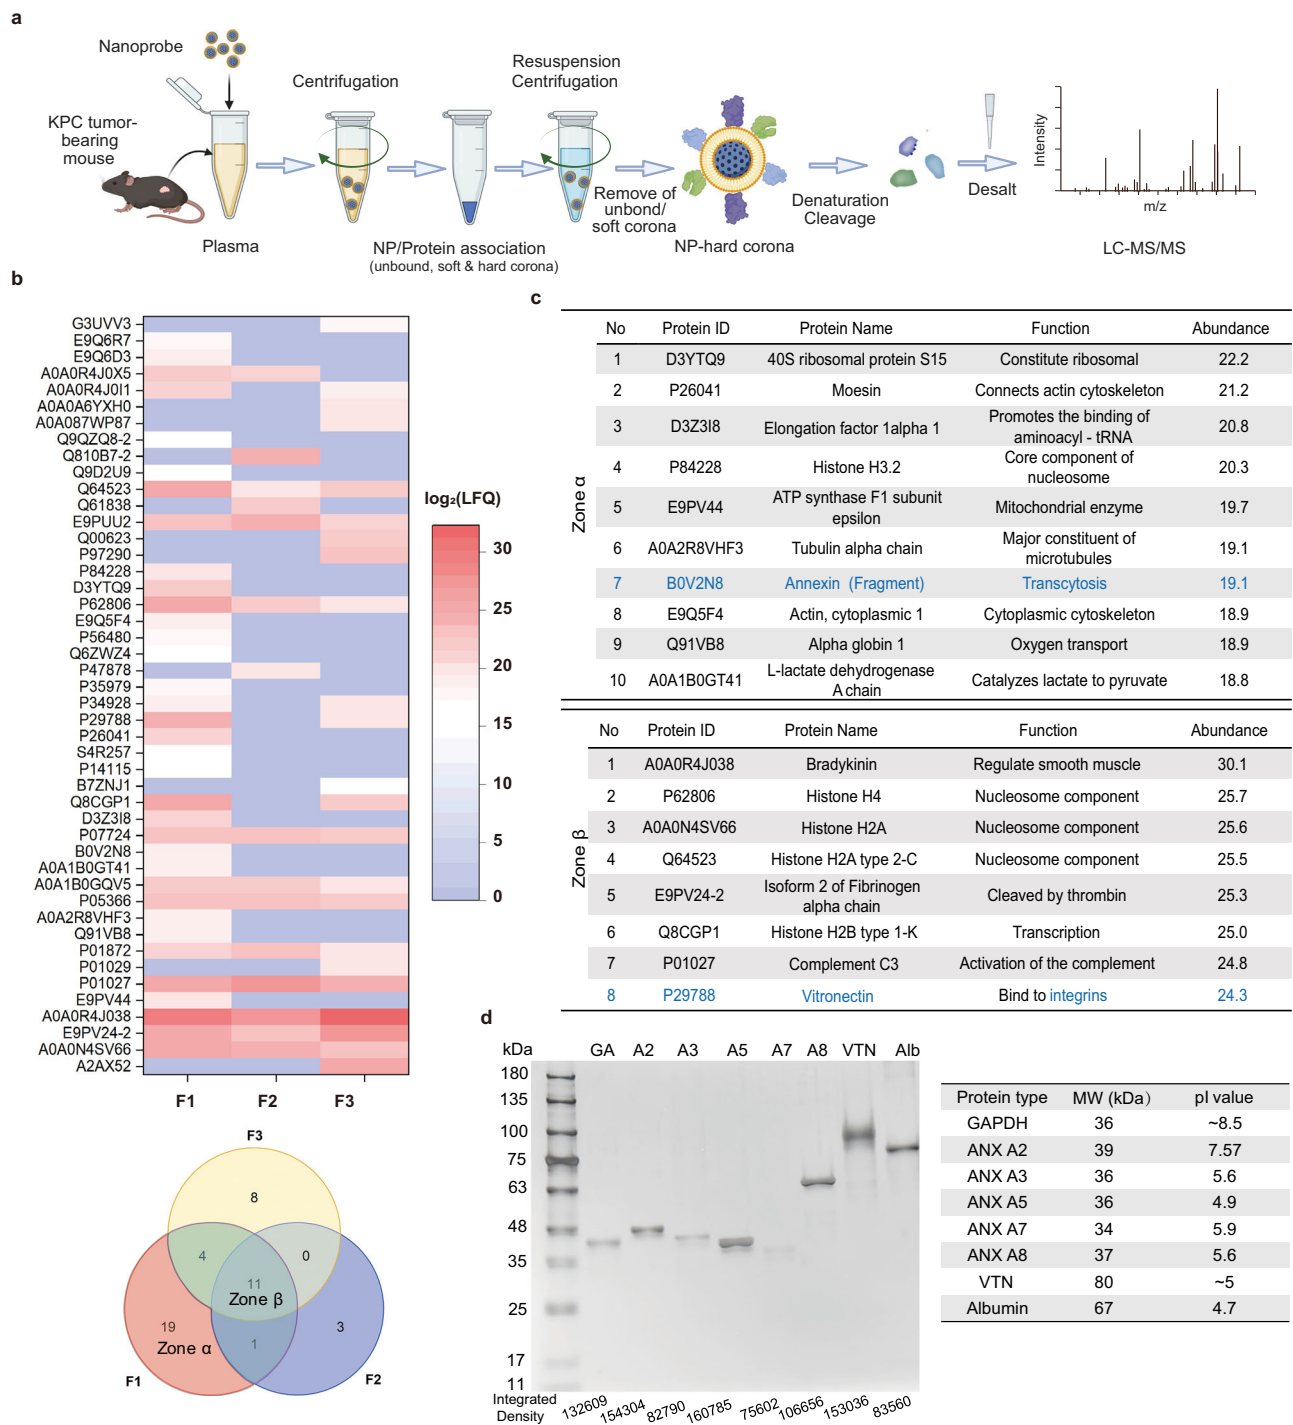 a
Nanoprobe
Resuspension
Centrifugation
Centrifugation
KPC tumor-
bearing
mouse
Intensity
m/z
Remove of
unbond/
soft corona
Denaturation
Cleavage
Desalt
Plasma
NP/Protein association
(unbound, soft & hard corona)
NP-hard corona
LC-MS/MS
b
G3UVV3
E9Q6R7
E9Q6D3
A0A0R4J0X5
A0A0R4J0I1
A0A0A6YXH0
A0A087WP87
Q9QZQ8-2
Q810B7-2
Q9D2U9
Q64523
Q61838
E9PUU2
Q00623
P97290
P84228
D3YTQ9
P62806
E9Q5F4
P56480
Q6ZWZ4
P47878
P35979
P34928
P29788
P26041
S4R257
P14115
B7ZNJ1
Q8CGP1
D3Z3I8
P07724
B0V2N8
A0A1B0GT41
A0A1B0GQV5
P05366
A0A2R8VHF3
Q91VB8
P01872
P01029
P01027
E9PV44
A0A0R4J038
E9PV24-2
A0A0N4SV66
A2AX52
F1 F2 F3
log₂(LFQ)
30
20
15
10
5
0
F3
8
4
0
11
Zone β
19
Zone α
1
3
F1
F2
c
Zone α
No Protein ID Protein Name Function Abundance
1 D3YTQ9 40S ribosomal protein S15 Constitute ribosomal 22.2
2 P26041 Moesin Connects actin cytoskeleton 21.2
3 D3Z3I8 Elongation factor 1alpha 1 Promotes the binding of aminoacyl - tRNA 20.8
4 P84228 Histone H3.2 Core component of nucleosome 20.3
5 E9PV44 ATP synthase F1 subunit epsilon Mitochondrial enzyme 19.7
6 A0A2R8VHF3 Tubulin alpha chain Major constituent of microtubules 19.1
7 B0V2N8 Annexin (Fragment) Transcytosis 19.1
8 E9Q5F4 Actin, cytoplasmic 1 Cytoplasmic cytoskeleton 18.9
9 Q91VB8 Alpha globin 1 Oxygen transport 18.9
10 A0A1B0GT41 L-lactate dehydrogenase A chain Catalyzes lactate to pyruvate 18.8
Zone β
No Protein ID Protein Name Function Abundance
1 A0A0R4J038 Bradykinin Regulate smooth muscle 30.1
2 P62806 Histone H4 Nucleosome component 25.7
3 A0A0N4SV66 Histone H2A Nucleosome component 25.6
4 Q64523 Histone H2A type 2-C Nucleosome component 25.5
5 E9PV24-2 Isoform 2 of Fibrinogen alpha chain Cleaved by thrombin 25.3
6 Q8CGP1 Histone H2B type 1-K Transcription 25.0
7 P01027 Complement C3 Activation of the complement 24.8
8 P29788 Vitronectin Bind to integrins 24.3
d
kDa GA A2 A3 A5 A7 A8 VTN Alb
180
135
100
75
63
48
35
25
17
11
Integrated
Density
132609 154304 82790 160785 75602 106656 153036 83560
Protein type MW (kDa) pI value
GAPDH 36 ~8.5
ANX A2 39 7.57
ANX A3 36 5.6
ANX A5 36 4.9
ANX A7 34 5.9
ANX A8 37 5.6
VTN 80 ~5
Albumin 67 4.7